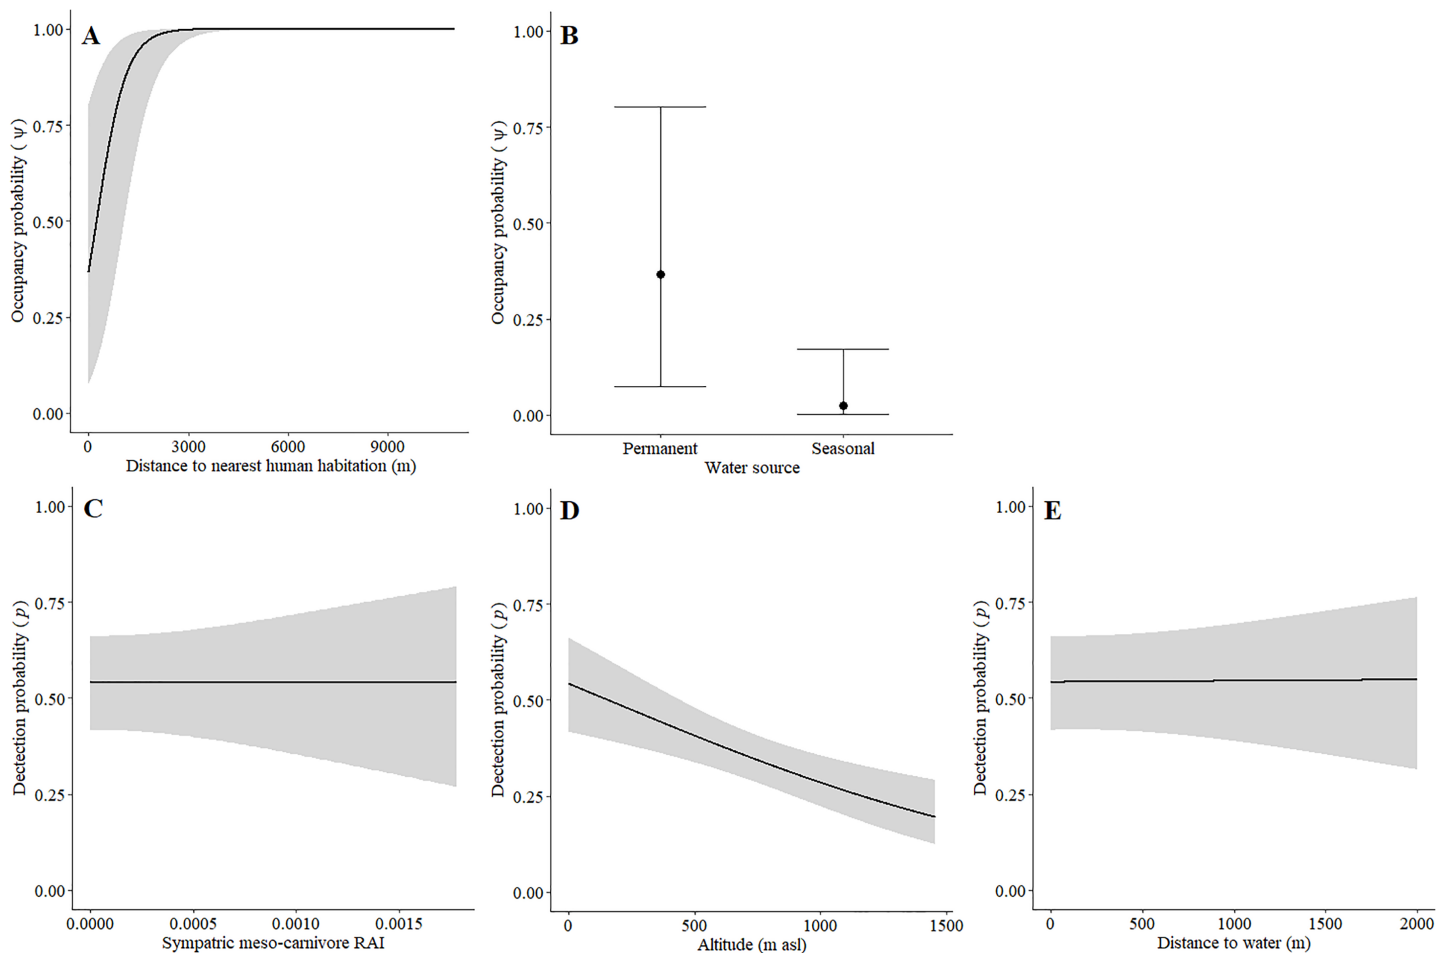 A
1.00
0.75
0.50
0.25
0.00
Occupancy probability ( ψ )
0 3000 6000 9000
Distance to nearest human habitation (m)
B
1.00
0.75
0.50
0.25
0.00
Occupancy probability ( ψ )
Permanent Seasonal
Water source
C
1.00
0.75
0.50
0.25
0.00
Dectection probability ( p )
0.0000 0.0005 0.0010 0.0015
Sympatric meso-carnivore RAI
D
1.00
0.75
0.50
0.25
0.00
Dectection probability ( p )
0 500 1000 1500
Altitude (m asl)
E
1.00
0.75
0.50
0.25
0.00
Dectection probability ( p )
0 500 1000 1500 2000
Distance to water (m)